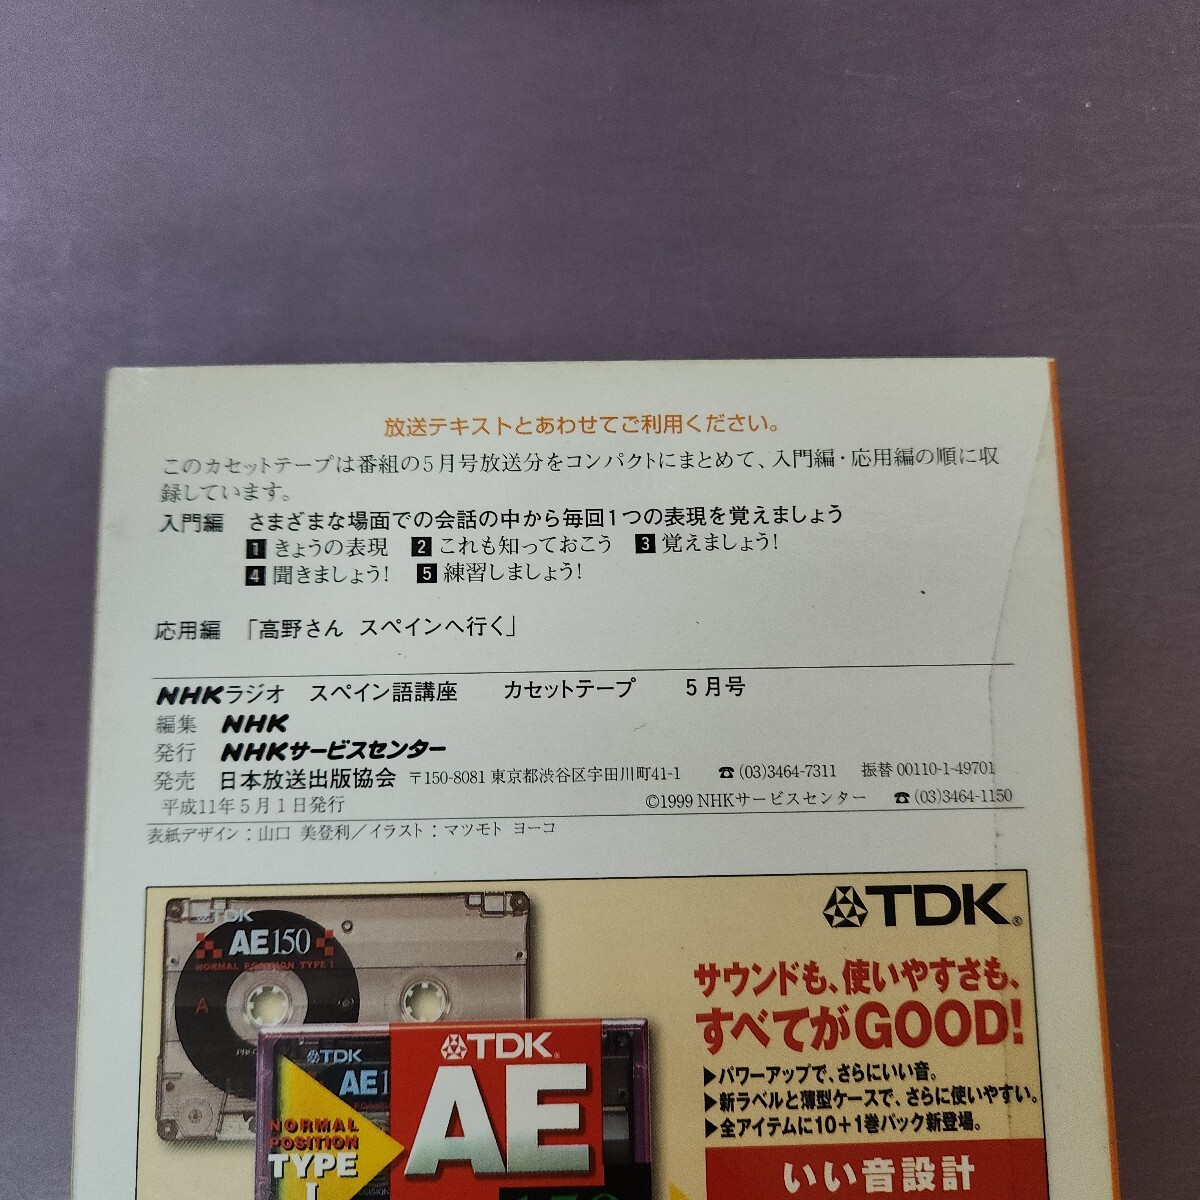 放送テキストとあわせてご利用ください。
このカセットテープは番組の5月号放送分をコンパクトにまとめて、入門編・応用編の順に収
録しています。
入門編 さまざまな場面での会話の中から毎回1つの表現を覚えましょう
1 きょうの表現 2 これも知っておこう 3 覚えましょう!
4 聞きましょう! 5 練習しましょう!
応用編 「高野さん スペインへ行く」
NHKラジオ スペイン語講座 カセットテープ 5月号
編集 NHK
発行 NHKサービスセンター
発売 日本放送出版協会 〒150-8081 東京都渋谷区宇田川町41-1 ☎(03)3464-7311 振替 00110-1-49701
平成11年5月1日発行 ©1999 NHKサービスセンター ☎(03)3464-1150
表紙デザイン:山口 美登利/イラスト:マツモト ヨーコ
TDK
AE150
NORMAL POSITION TYPE I
A
TDK®
サウンドも、使いやすさも、
すべてがGOOD!
▶パワーアップで、さらにいい音。
▶新ラベルと薄型ケースで、さらに使いやすい。
▶全アイテムに10+1巻パック新登場。
いい音設計
TDK
AE1
TDK
AE
NORMAL
POSITION
TYPE
I